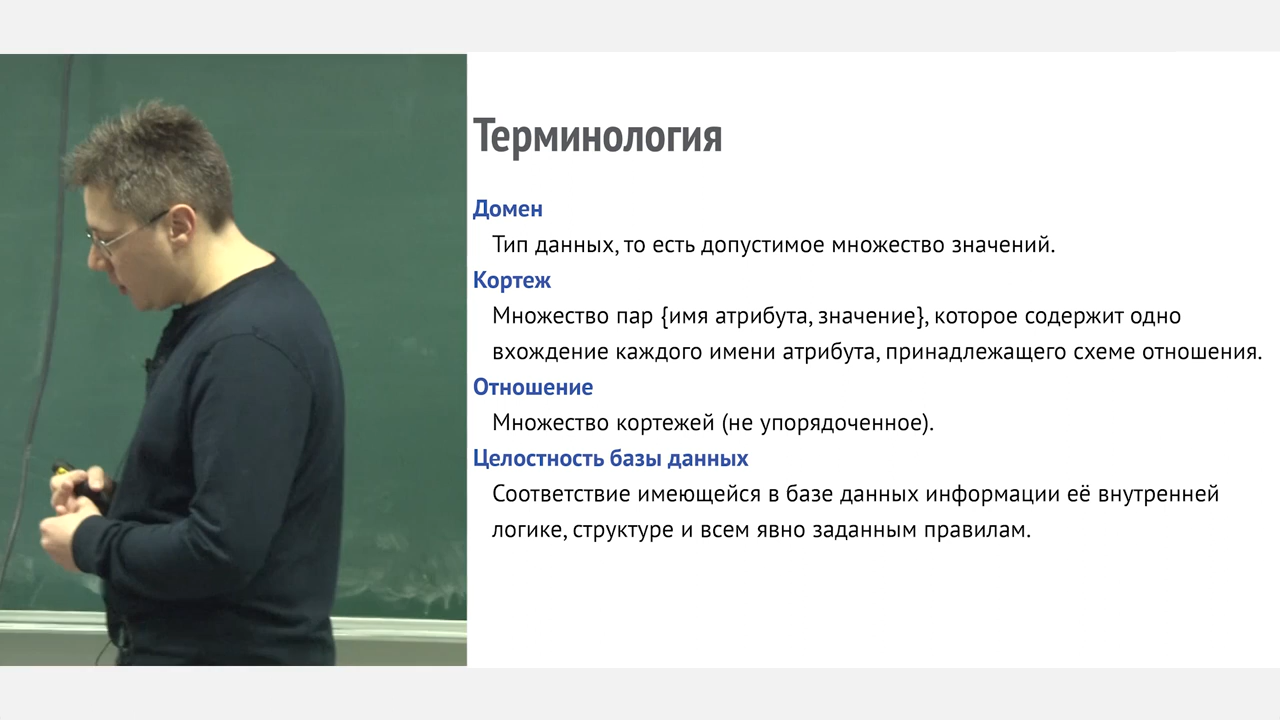 Терминология
Домен
Тип данных, то есть допустимое множество значений.
Кортеж
Множество пар {имя атрибута, значение}, которое содержит одно
вхождение каждого имени атрибута, принадлежащего схеме отношения.
Отношение
Множество кортежей (не упорядоченное).
Целостность базы данных
Соответствие имеющейся в базе данных информации её внутренней
логике, структуре и всем явно заданным правилам.